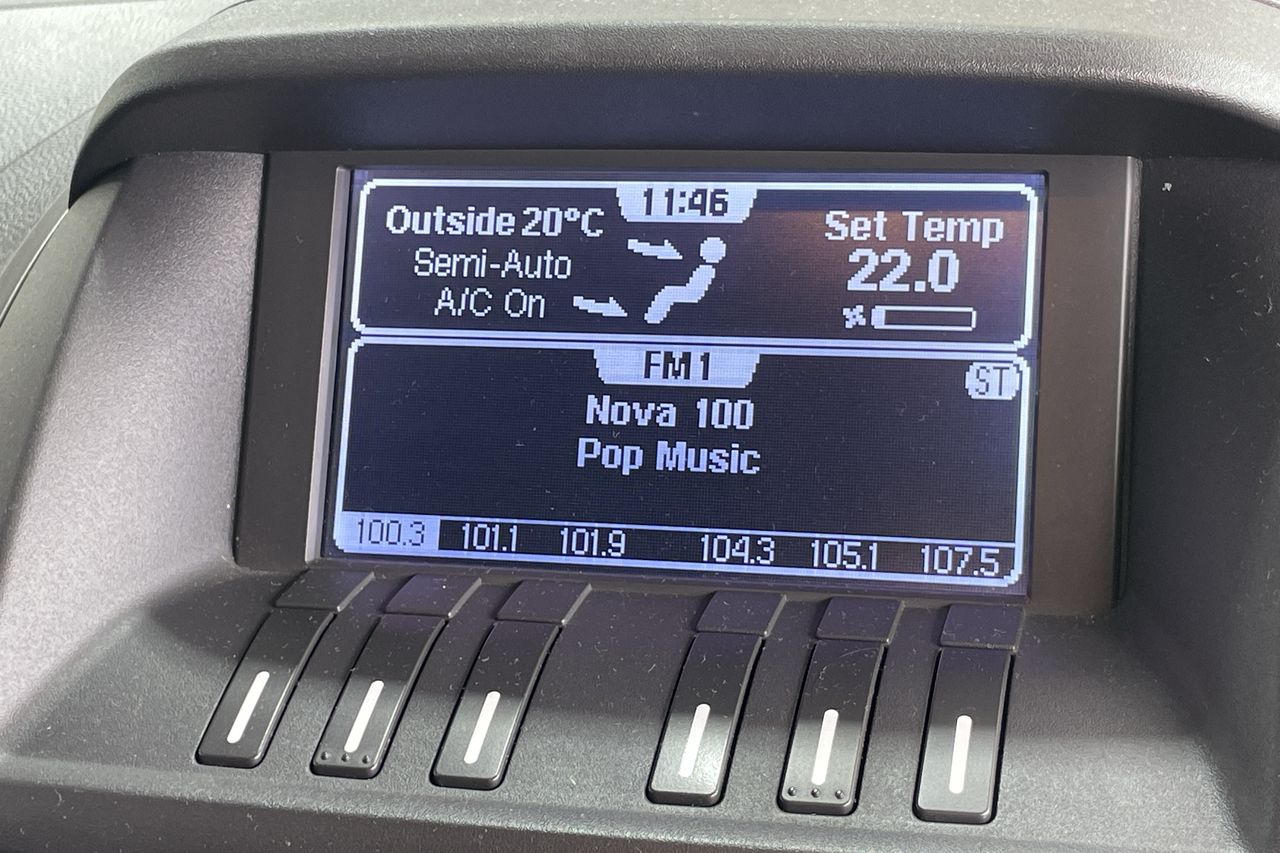 11:46
Outside 20°C
Semi-Auto
A/C On
Set Temp
22.0
FM1
ST
Nova 100
Pop Music
100.3 101.1 101.9 104.3 105.1 107.5